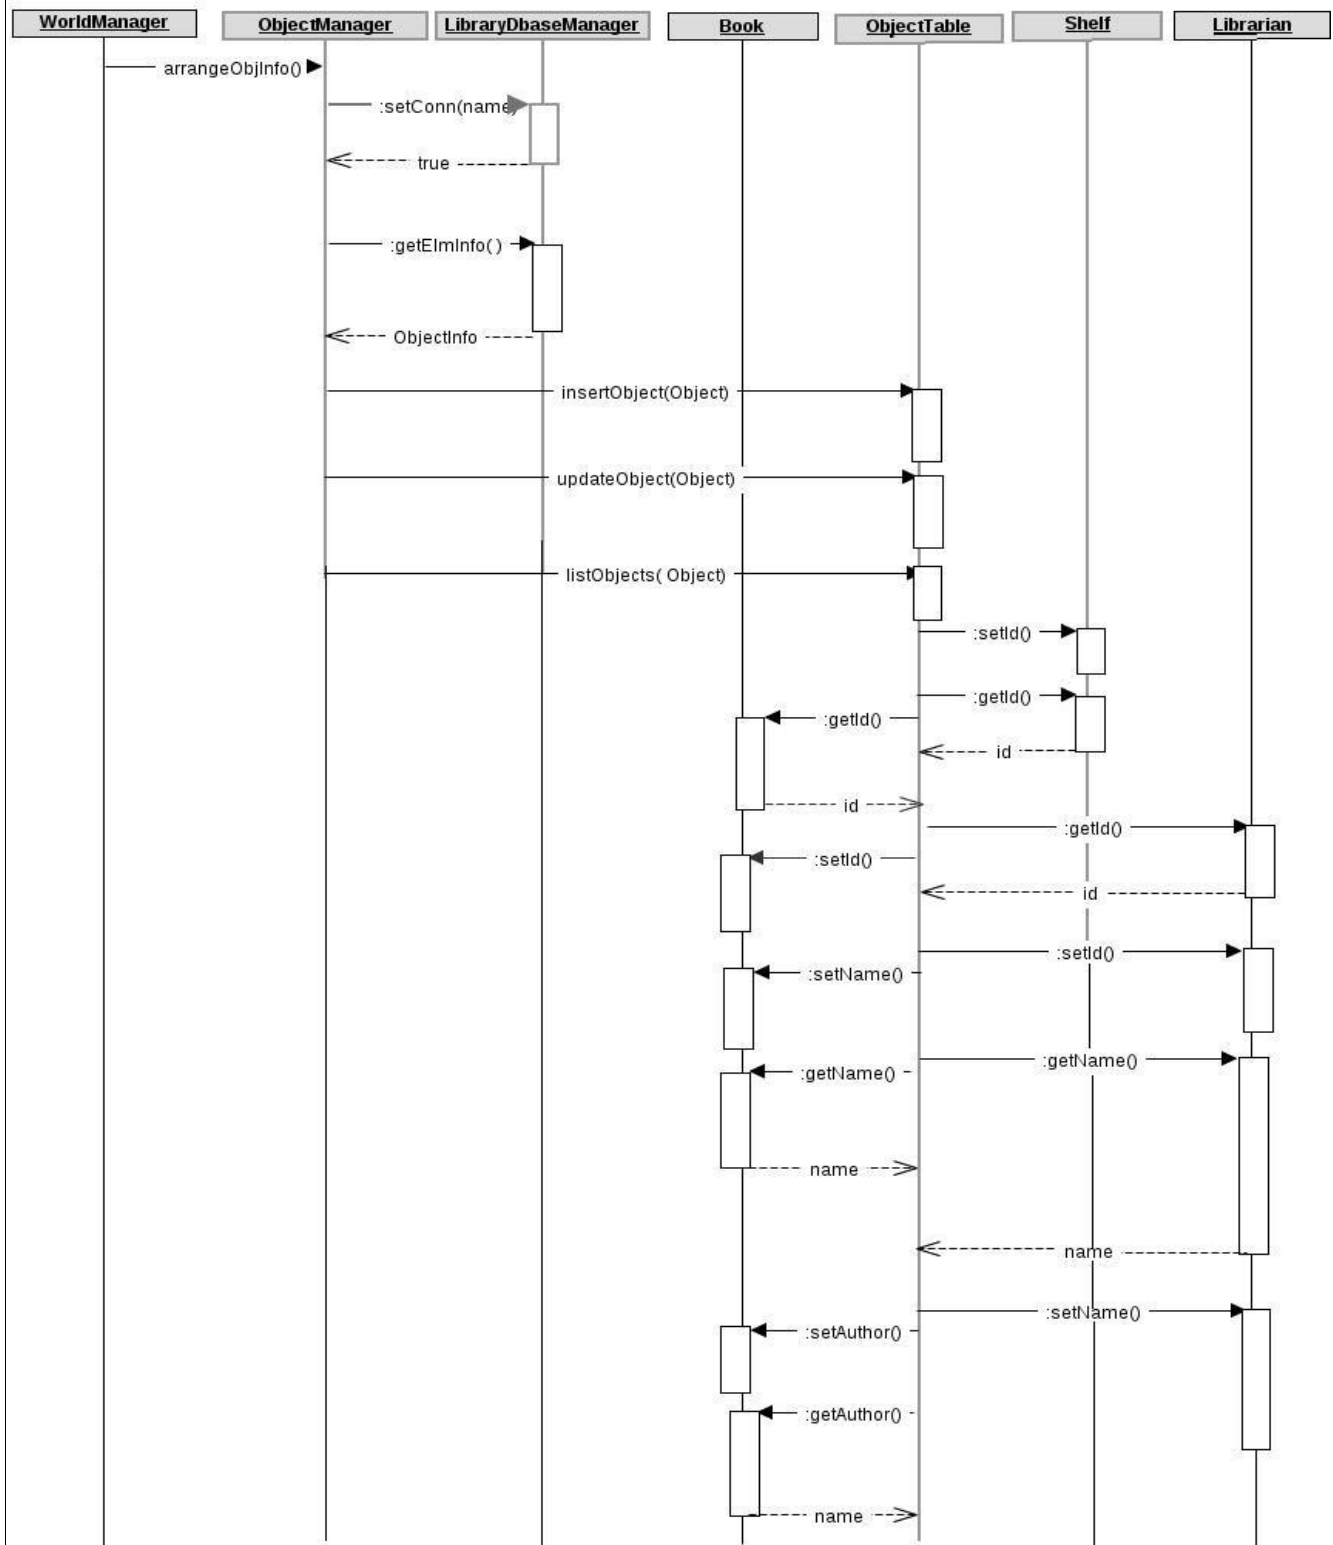 WorldManager
ObjectManager
LibraryDbaseManager
Book
ObjectTable
Shelf
Librarian
arrangeObjInfo()
:setConn(name)
true
:getElmInfo( )
ObjectInfo
insertObject(Object)
updateObject(Object)
listObjects( Object)
:setId()
:getId()
:getId()
id
id
:getId()
:setId()
id
:setId()
:setName()
:getName()
:getName()
name
name
:setName()
:setAuthor()
:getAuthor()
name